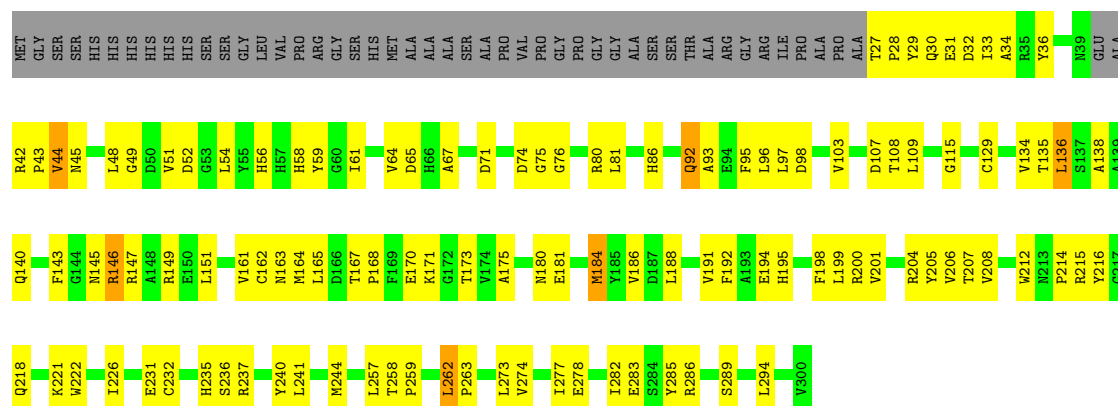 MET GLY SER SER HIS HIS HIS HIS HIS HIS SER SER GLY LEU VAL PRO ARG GLY SER HIS MET ALA ALA ALA SER ALA PRO VAL PRO GLY PRO GLY GLY ALA SER SER THR ALA ARG GLY ARG ILE PRO ALA PRO ALA T27 P28 Y29 Q30 E31 D32 I33 A34 R35 Y36 N39 GLU ALA
R42 P43 V44 N45 L48 G49 D50 V51 D52 G53 L54 Y55 H56 H57 H58 Y59 G60 I61 V64 D65 H66 A67 D71 D74 G75 G76 R80 L81 H86 Q92 A93 E94 F95 L96 L97 D98 V103 D107 T108 L109 G115 C129 V134 T135 L136 S137 A138 A139
Q140 F143 G144 N145 R146 R147 A148 R149 E150 L151 V161 C162 N163 M164 L165 D166 T167 P168 F169 E170 K171 G172 T173 V174 A175 N180 E181 M184 Y185 V186 D187 L188 V191 F192 A193 E194 H195 F198 L199 R200 V201 R204 Y205 V206 T207 V208 W212 N213 P214 R215 Y216 G217
Q218 K221 W222 I226 E231 C232 H235 S236 R237 Y240 L241 M244 L257 T258 P259 L262 P263 L273 V274 I277 E278 I282 E283 S284 Y285 R286 S289 L294 V300